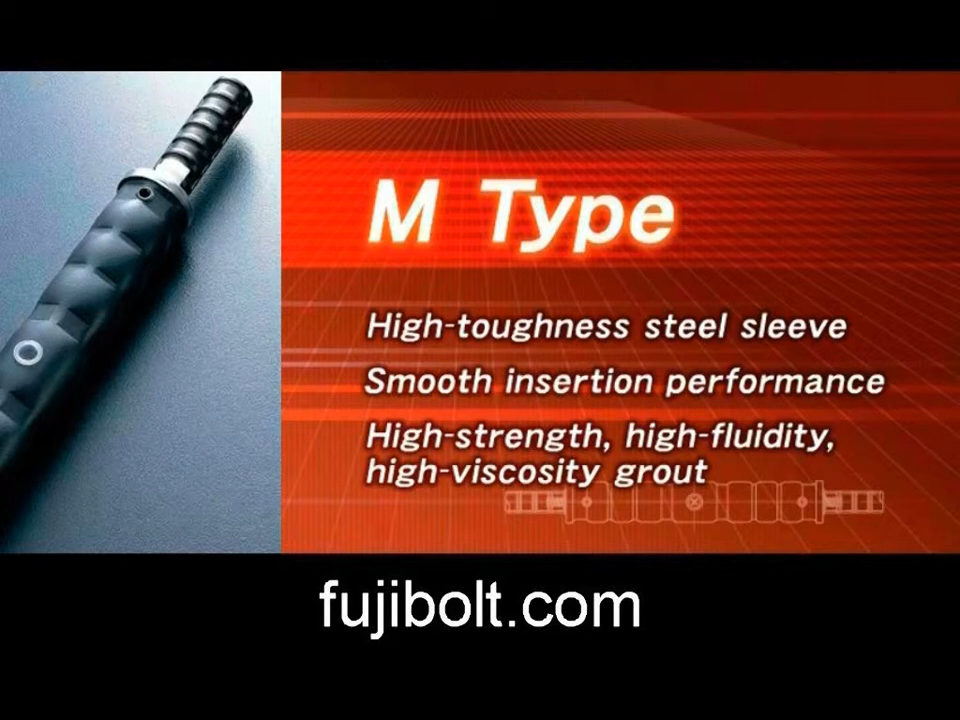 M Type
High-toughness steel sleeve
Smooth insertion performance
High-strength, high-fluidity,
high-viscosity grout
fujibolt.com